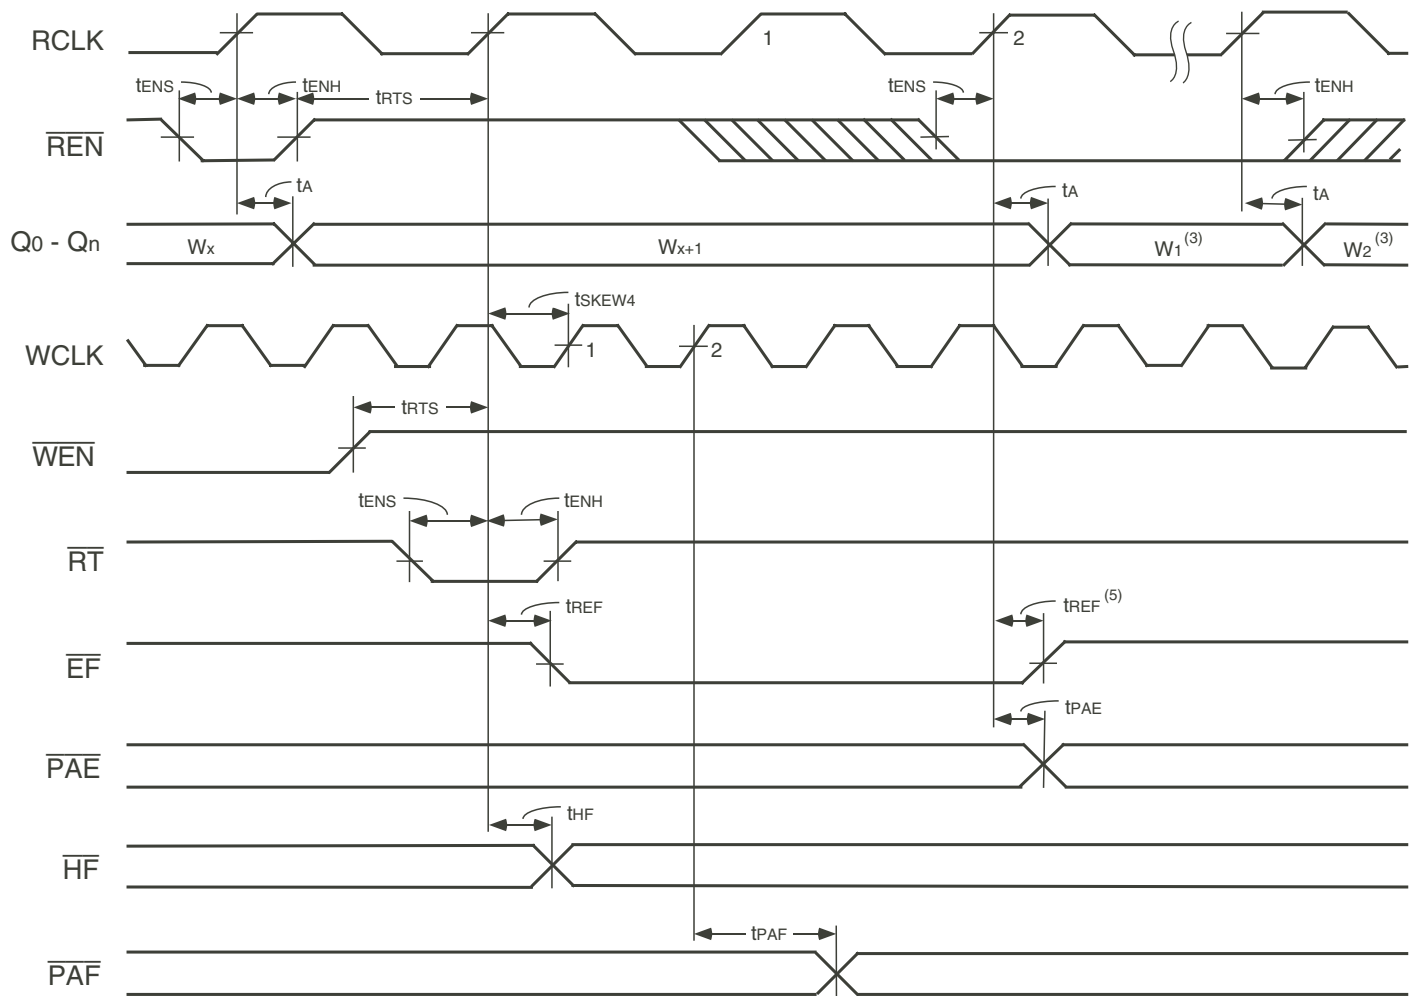 RCLK
1
2
tENS
tENH
tRTS
tENS
tENH
REN
tA
tA
tA
Q0 - Qn
Wx
Wx+1
W1(3)
W2(3)
tSKEW4
WCLK
1
2
tRTS
WEN
tENS
tENH
RT
tREF
tREF(5)
EF
tPAE
PAE
tHF
HF
tPAF
PAF